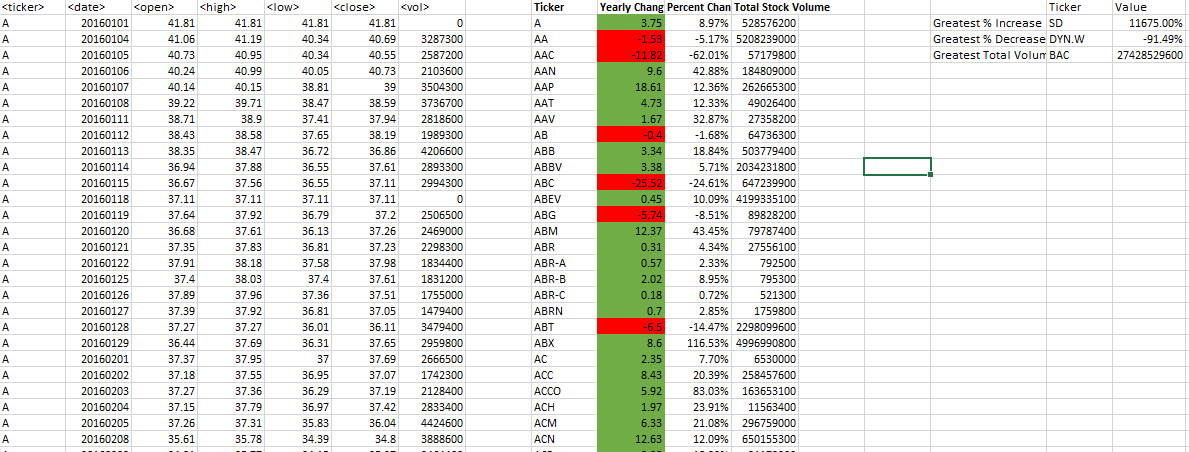 <ticker> <date> <open> <high> <low> <close> <vol> Ticker Yearly Chang Percent Chan Total Stock Volume Ticker Value
A 20160101 41.81 41.81 41.81 41.81 0 A 3.75 8.97% 528576200 Greatest % Increase SD 11675.00%
A 20160104 41.06 41.19 40.34 40.69 3287300 AA -1.53 -5.17% 5208239000 Greatest % Decrease DYN.W -91.49%
A 20160105 40.73 40.95 40.34 40.55 2587200 AAC -11.82 -62.01% 57179800 Greatest Total Volum BAC 27428529600
A 20160106 40.24 40.99 40.05 40.73 2103600 AAN 9.6 42.88% 184809000
A 20160107 40.14 40.15 38.81 39 3504300 AAP 18.61 12.36% 262665300
A 20160108 39.22 39.71 38.47 38.59 3736700 AAT 4.73 12.33% 49026400
A 20160111 38.71 38.9 37.41 37.94 2818600 AAV 1.67 32.87% 27358200
A 20160112 38.43 38.58 37.65 38.19 1989300 AB -0.4 -1.68% 64736300
A 20160113 38.35 38.47 36.72 36.86 4206600 ABB 3.34 18.84% 503779400
A 20160114 36.94 37.88 36.55 37.61 2893300 ABBV 3.38 5.71% 2034231800
A 20160115 36.67 37.56 36.55 37.11 2994300 ABC -25.52 -24.61% 647239900
A 20160118 37.11 37.11 37.11 37.11 0 ABEV 0.45 10.09% 4199335100
A 20160119 37.64 37.92 36.79 37.2 2506500 ABG -5.74 -8.51% 89828200
A 20160120 36.68 37.61 36.13 37.26 2469000 ABM 12.37 43.45% 79787400
A 20160121 37.35 37.83 36.81 37.23 2298300 ABR 0.31 4.34% 27556100
A 20160122 37.91 38.18 37.58 37.98 1834400 ABR-A 0.57 2.33% 792500
A 20160125 37.4 38.03 37.4 37.61 1831200 ABR-B 2.02 8.95% 795300
A 20160126 37.89 37.96 37.36 37.51 1755000 ABR-C 0.18 0.72% 521300
A 20160127 37.39 37.92 36.81 37.05 1479400 ABRN 0.7 2.85% 1759800
A 20160128 37.27 37.27 36.01 36.11 3479400 ABT -6.5 -14.47% 2298099600
A 20160129 36.44 37.69 36.31 37.65 2959800 ABX 8.6 116.53% 4996990800
A 20160201 37.37 37.95 37 37.69 2666500 AC 2.35 7.70% 6530000
A 20160202 37.18 37.55 36.95 37.07 1742300 ACC 8.43 20.39% 258457600
A 20160203 37.27 37.36 36.29 37.19 2128400 ACCO 5.92 83.03% 163653100
A 20160204 37.15 37.79 36.97 37.42 2833400 ACH 1.97 23.91% 11563400
A 20160205 37.26 37.31 35.83 36.04 4424600 ACM 6.33 21.08% 296759000
A 20160208 35.61 35.78 34.39 34.8 3888600 ACN 12.63 12.09% 650155300